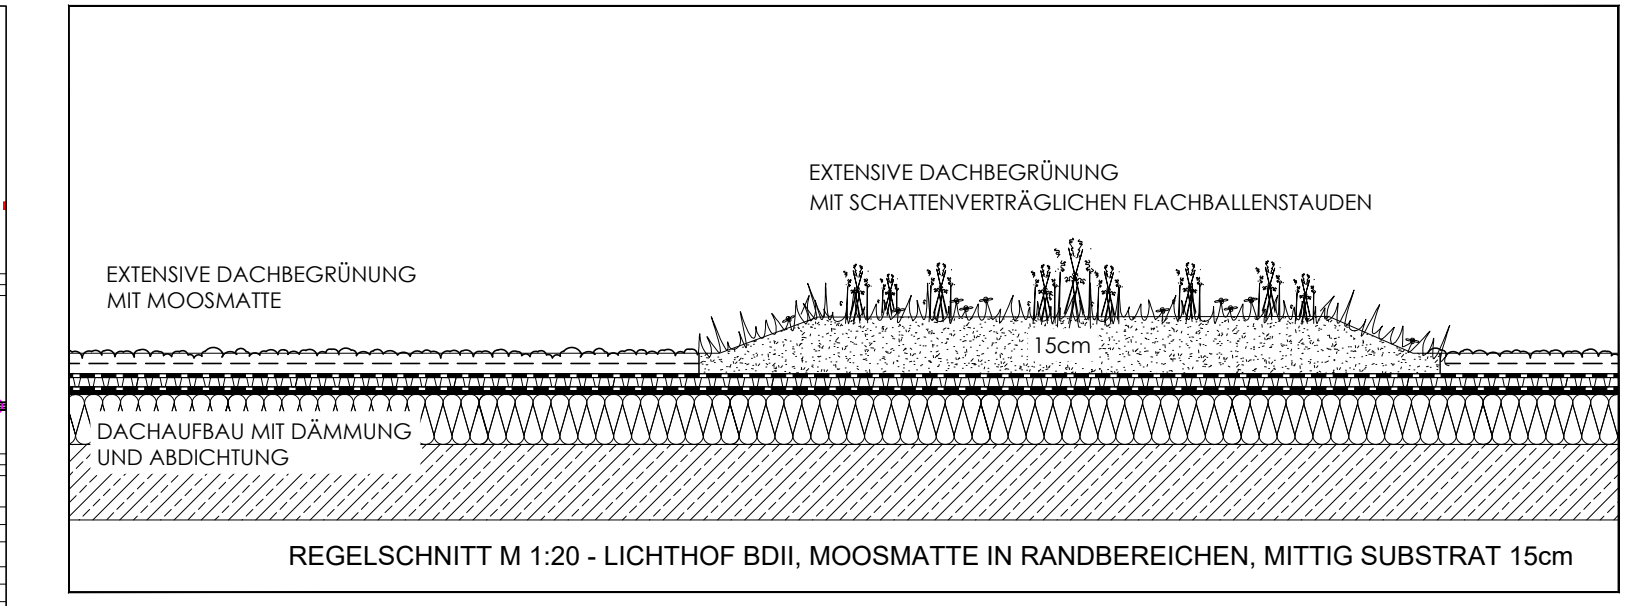 EXTENSIVE DACHBEGRÜNUNG
MIT SCHATTENVERTRÄGLICHEN FLACHBALLENSTAUDEN
EXTENSIVE DACHBEGRÜNUNG
MIT MOOSMATTE
15cm
DACHAUFBAU MIT DÄMMUNG
UND ABDICHTUNG
REGELSCHNITT M 1:20 - LICHTHOF BDII, MOOSMATTE IN RANDBEREICHEN, MITTIG SUBSTRAT 15cm